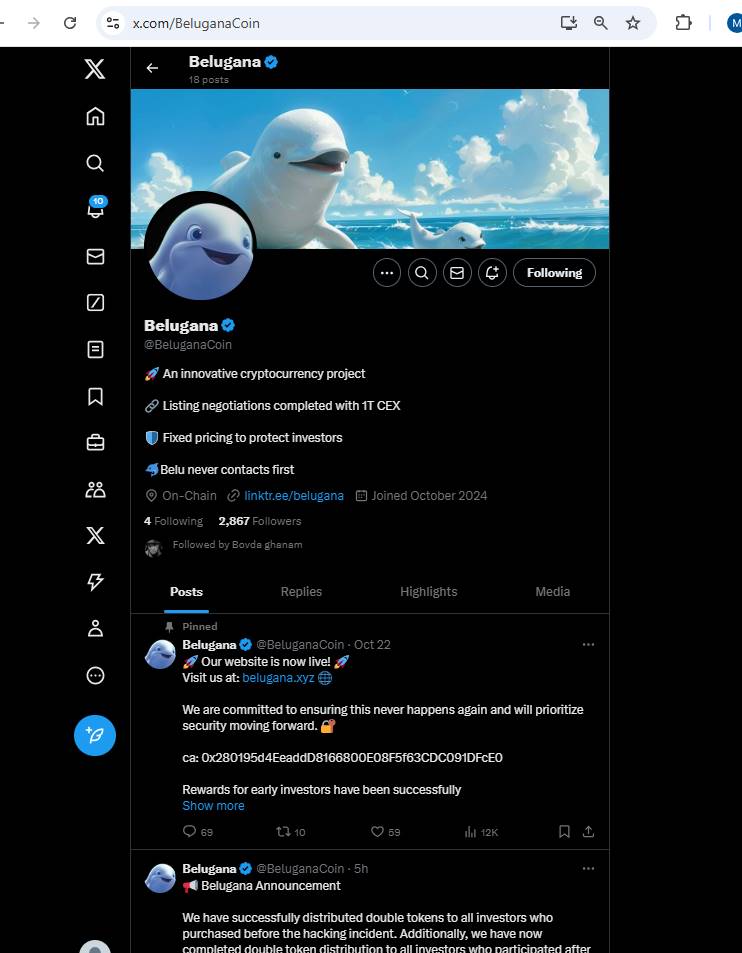 x.com/BeluganaCoin
M
Belugana
18 posts
10
Following
Belugana
@BeluganaCoin
🚀 An innovative cryptocurrency project
🔗 Listing negotiations completed with 1T CEX
🛡️ Fixed pricing to protect investors
🐳Belu never contacts first
On-Chain linktr.ee/belugana Joined October 2024
4 Following 2,867 Followers
Followed by Bovda ghanam
Posts Replies Highlights Media
Pinned
Belugana @BeluganaCoin · Oct 22
🚀 Our website is now live! 🚀
Visit us at: belugana.xyz 🌐
We are committed to ensuring this never happens again and will prioritize
security moving forward. 🔐
ca: 0x280195d4EeaddD8166800E08F5f63CDC091DFcE0
Rewards for early investors have been successfully
Show more
69 10 59 12K
Belugana @BeluganaCoin · 5h
📢 Belugana Announcement
We have successfully distributed double tokens to all investors who
purchased before the hacking incident. Additionally, we have now
completed double token distribution to all investors who participated after